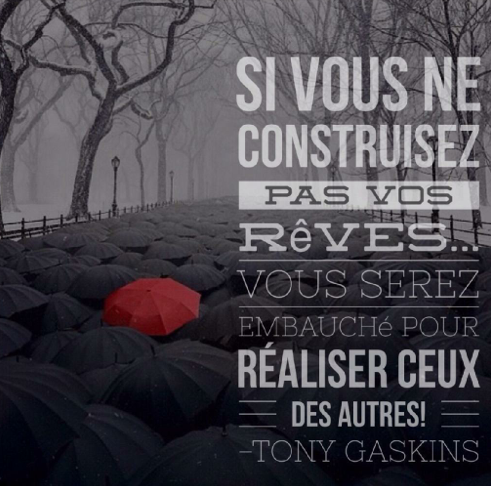 SI VOUS NE
CONSTRUISEZ
PAS VOS
RêVES...
VOUS SEREZ
EMBAUCHé POUR
RÉALISER CEUX
DES AUTRES!
-TONY GASKINS